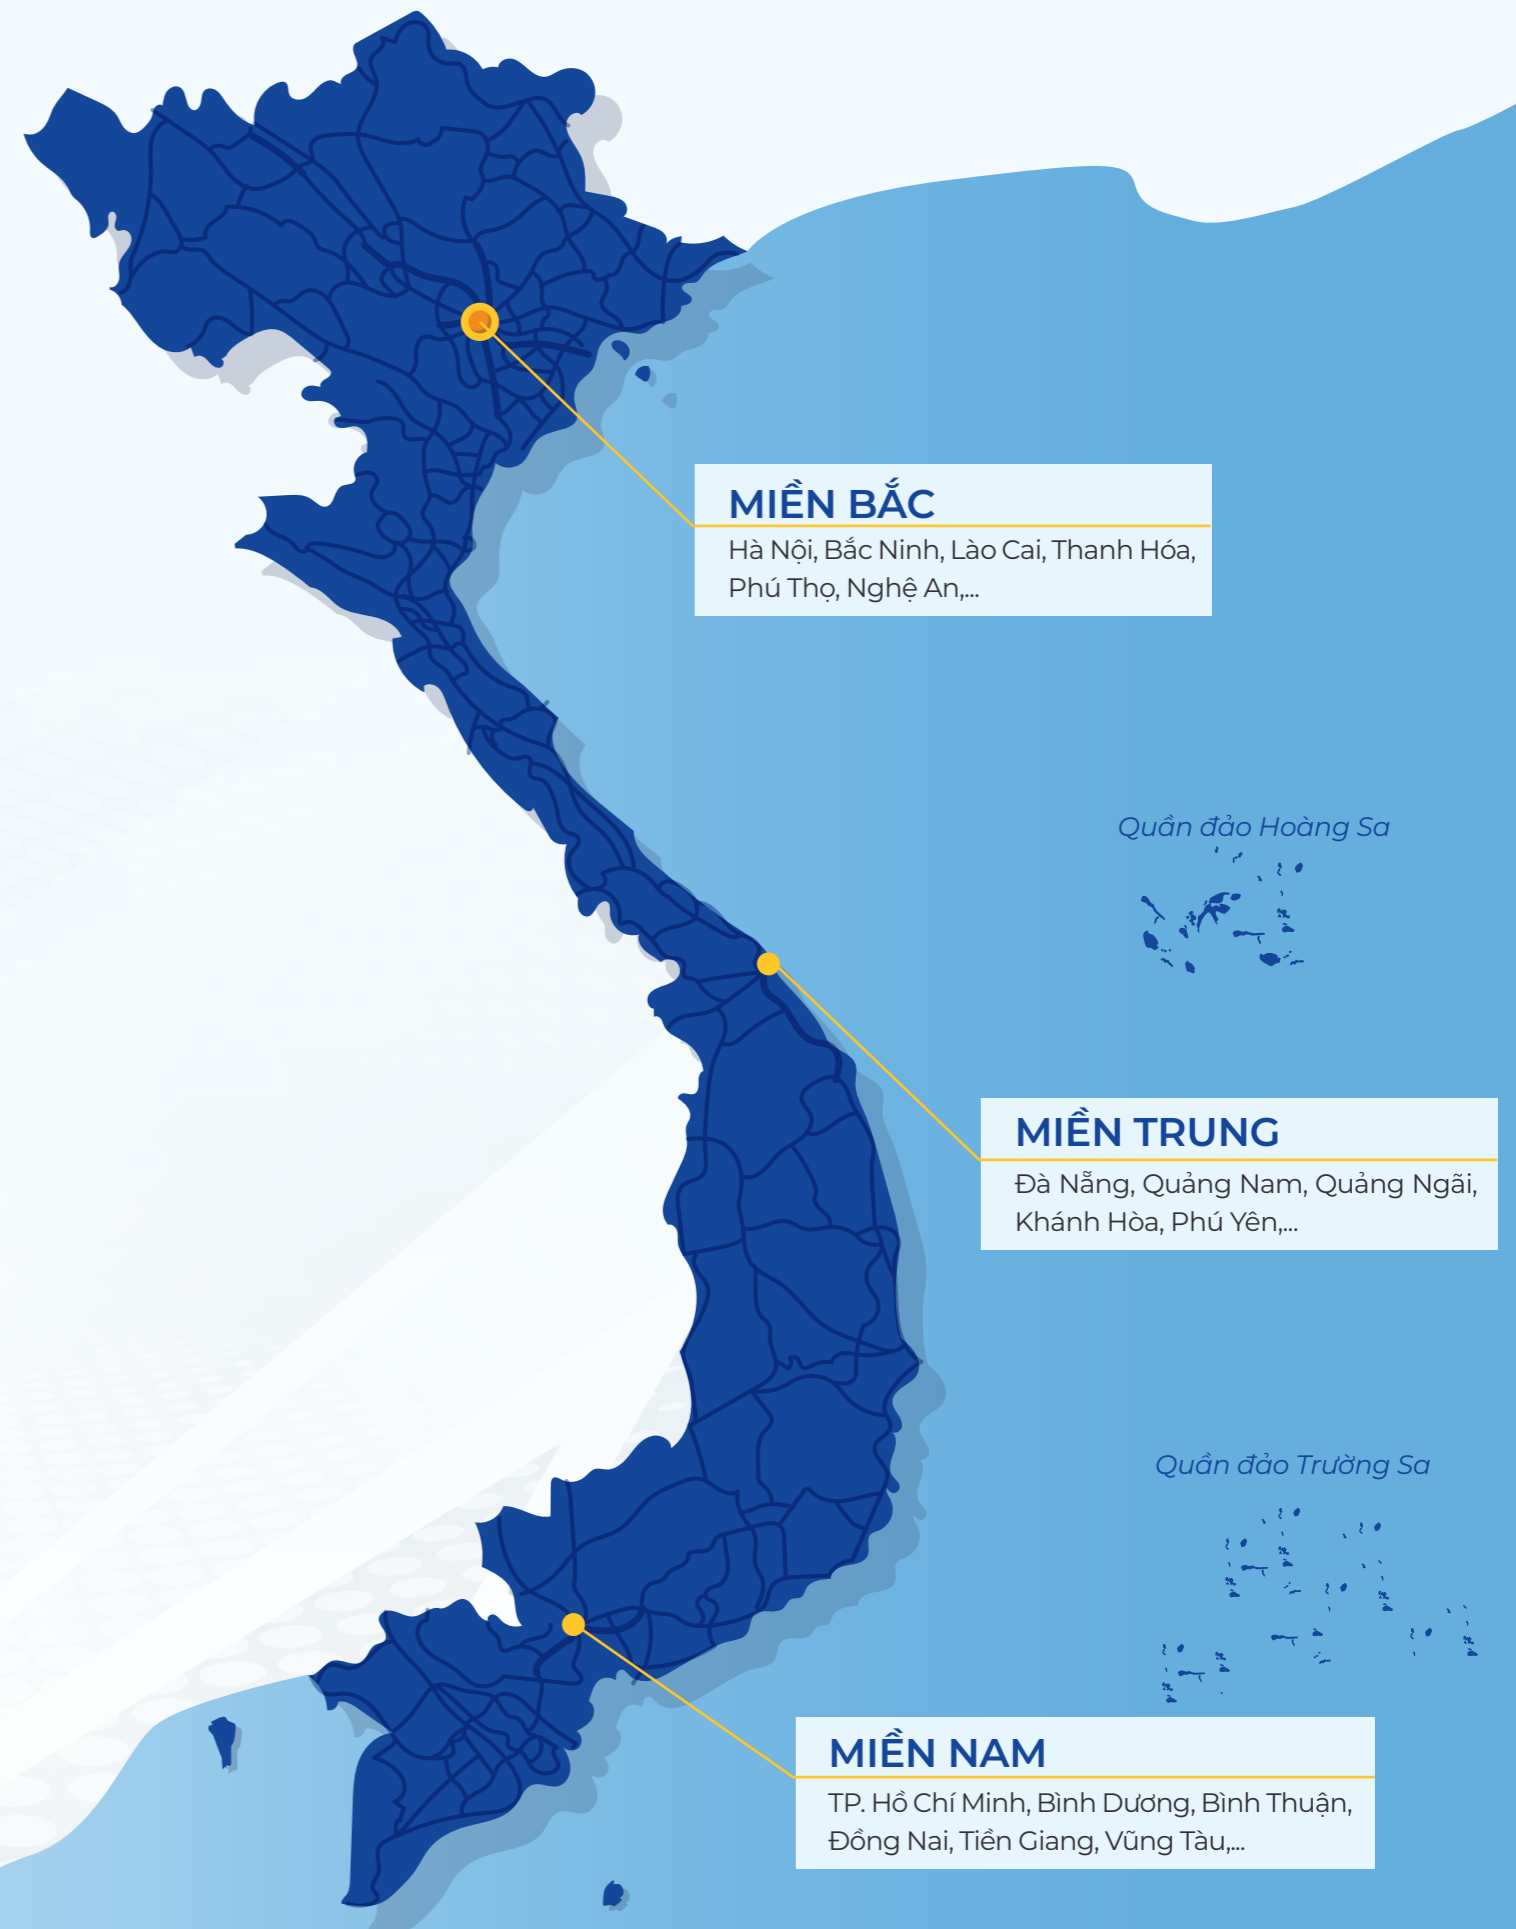 MIỀN BẮC
Hà Nội, Bắc Ninh, Lào Cai, Thanh Hóa,
Phú Thọ, Nghệ An,...
Quần đảo Hoàng Sa
MIỀN TRUNG
Đà Nẵng, Quảng Nam, Quảng Ngãi,
Khánh Hòa, Phú Yên,...
Quần đảo Trường Sa
MIỀN NAM
TP. Hồ Chí Minh, Bình Dương, Bình Thuận,
Đồng Nai, Tiền Giang, Vũng Tàu,...